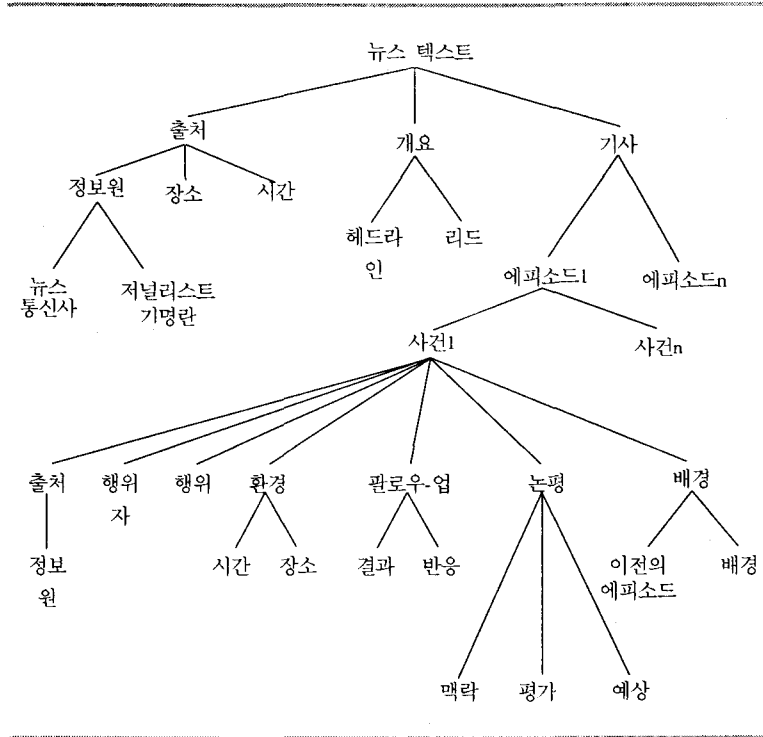 뉴스 텍스트
출처 개요 기사
정보원 장소 시간
헤드라 리드
인
에피소드1 에피소드n
뉴스 저널리스트
통신사 기명란
사건1 사건n
출처 행위 행위 환경 팔로우-업 논평 배경
자
정보 시간 장소 결과 반응 이전의 배경
원 에피소드
맥락 평가 예상